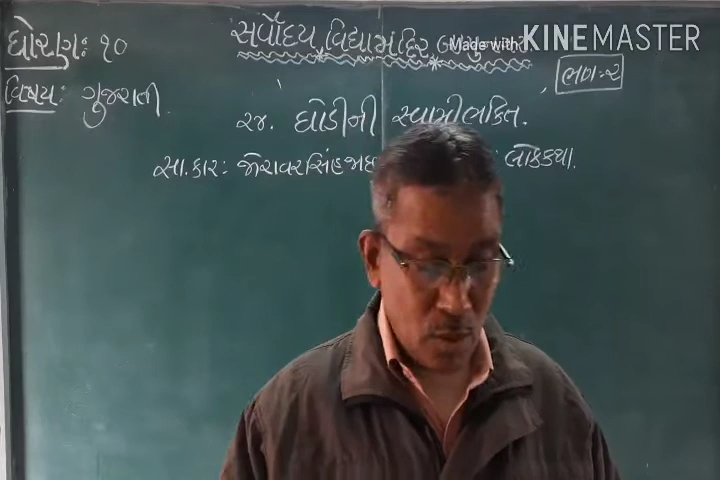 ધોરણઃ ૧૦
સર્વોદય વિદ્યામંદિર
Made with KINEMASTER
વિષયઃ ગુજરાતી.
ભાગ-૨
૨૪. ઘોડીની સ્વામીભક્તિ.
સા.કારઃ જોરાવરસિંહ : લોકકથા.